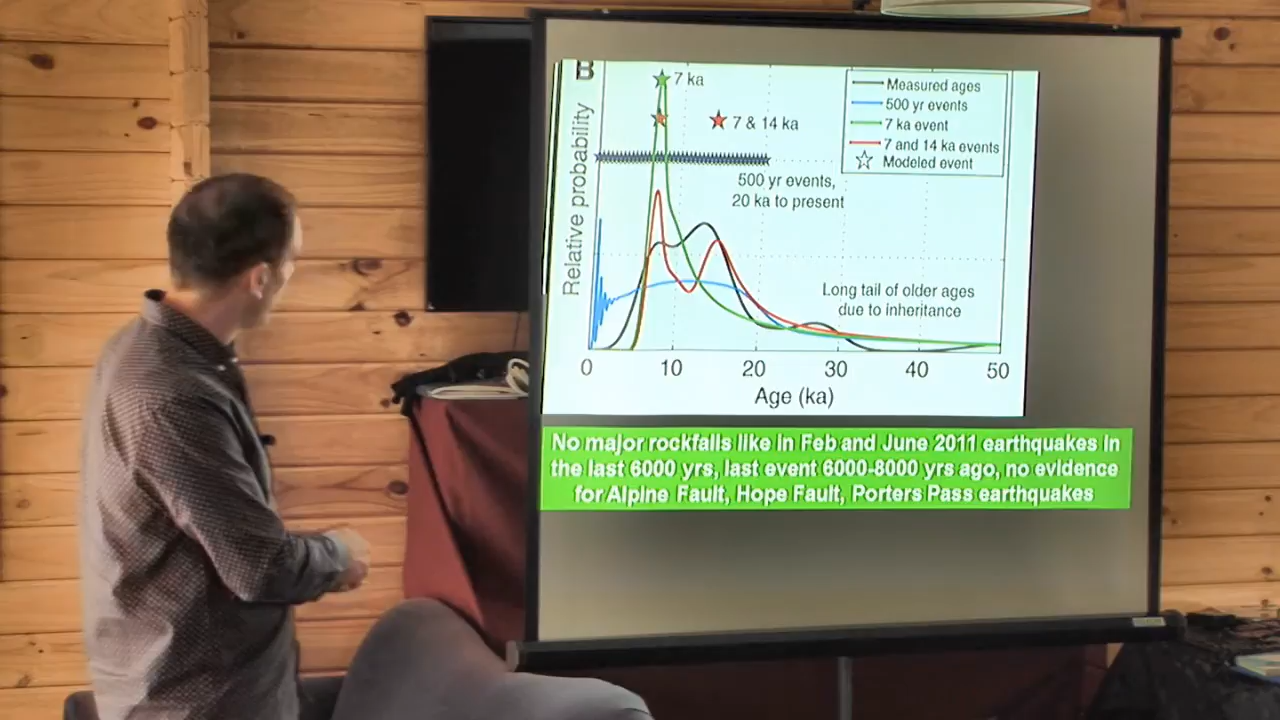 B
7 ka
7 & 14 ka
Measured ages
500 yr events
7 ka event
7 and 14 ka events
Modeled event
500 yr events,
20 ka to present
Relative probability
Long tail of older ages
due to inheritance
0 10 20 30 40 50
Age (ka)
No major rockfalls like in Feb and June 2011 earthquakes in
the last 6000 yrs, last event 6000-8000 yrs ago, no evidence
for Alpine Fault, Hope Fault, Porters Pass earthquakes